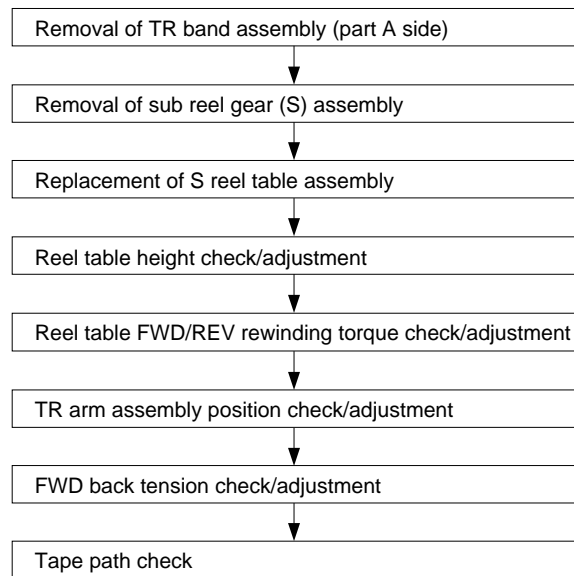 Removal of TR band assembly (part A side)
Removal of sub reel gear (S) assembly
Replacement of S reel table assembly
Reel table height check/adjustment
Reel table FWD/REV rewinding torque check/adjustment
TR arm assembly position check/adjustment
FWD back tension check/adjustment
Tape path check